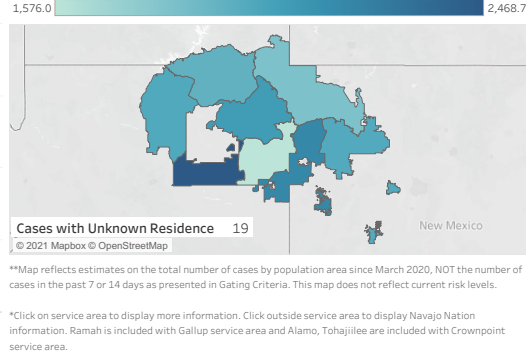 1,576.0 2,468.7
Cases with Unknown Residence 19
New Mexico
© 2021 Mapbox © OpenStreetMap
**Map reflects estimates on the total number of cases by population area since March 2020, NOT the number of
cases in the past 7 or 14 days as presented in Gating Criteria. This map does not reflect current risk levels.
*Click on service area to display more information. Click outside service area to display Navajo Nation
information. Ramah is included with Gallup service area and Alamo, Tohajiilee are included with Crownpoint
service area.